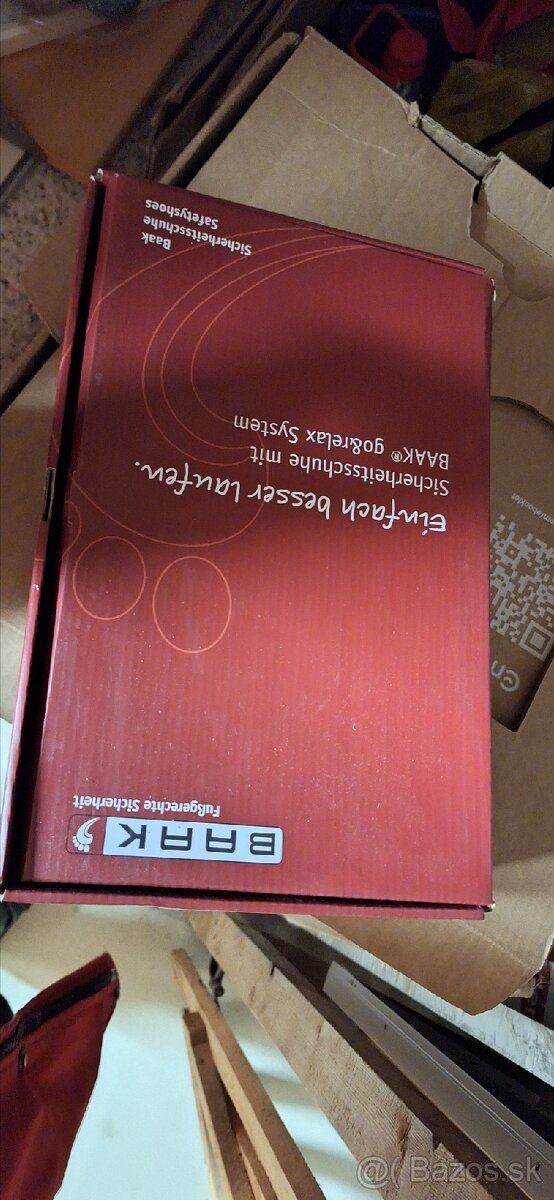 BAAK
Fußgerechte Sicherheit
Einfach besser laufen.
Sicherheitsschuhe mit
BAAK® go&relax System
Baak
Sicherheitsschuhe
Safetyshoes
@( Bazos.sk